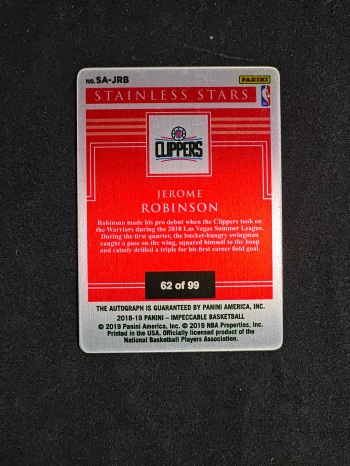 NO. SA-JRB
PANINI
STAINLESS STARS
CLIPPERS
JEROME
ROBINSON
Robinson made his pro debut when the Clippers took on
the Warriors during the 2018 Las Vegas Summer League.
During the first quarter, the bucket-hungry swingman
caught a pass on the wing, squared himself to the hoop
and calmly drilled a triple for his first career field goal.
62 of 99
THE AUTOGRAPH IS GUARANTEED BY PANINI AMERICA, INC.
2018-19 PANINI – IMPECCABLE BASKETBALL
© 2019 Panini America, Inc. © 2019 NBA Properties, Inc.
Printed in the USA. Officially licensed product of the
National Basketball Players Association.